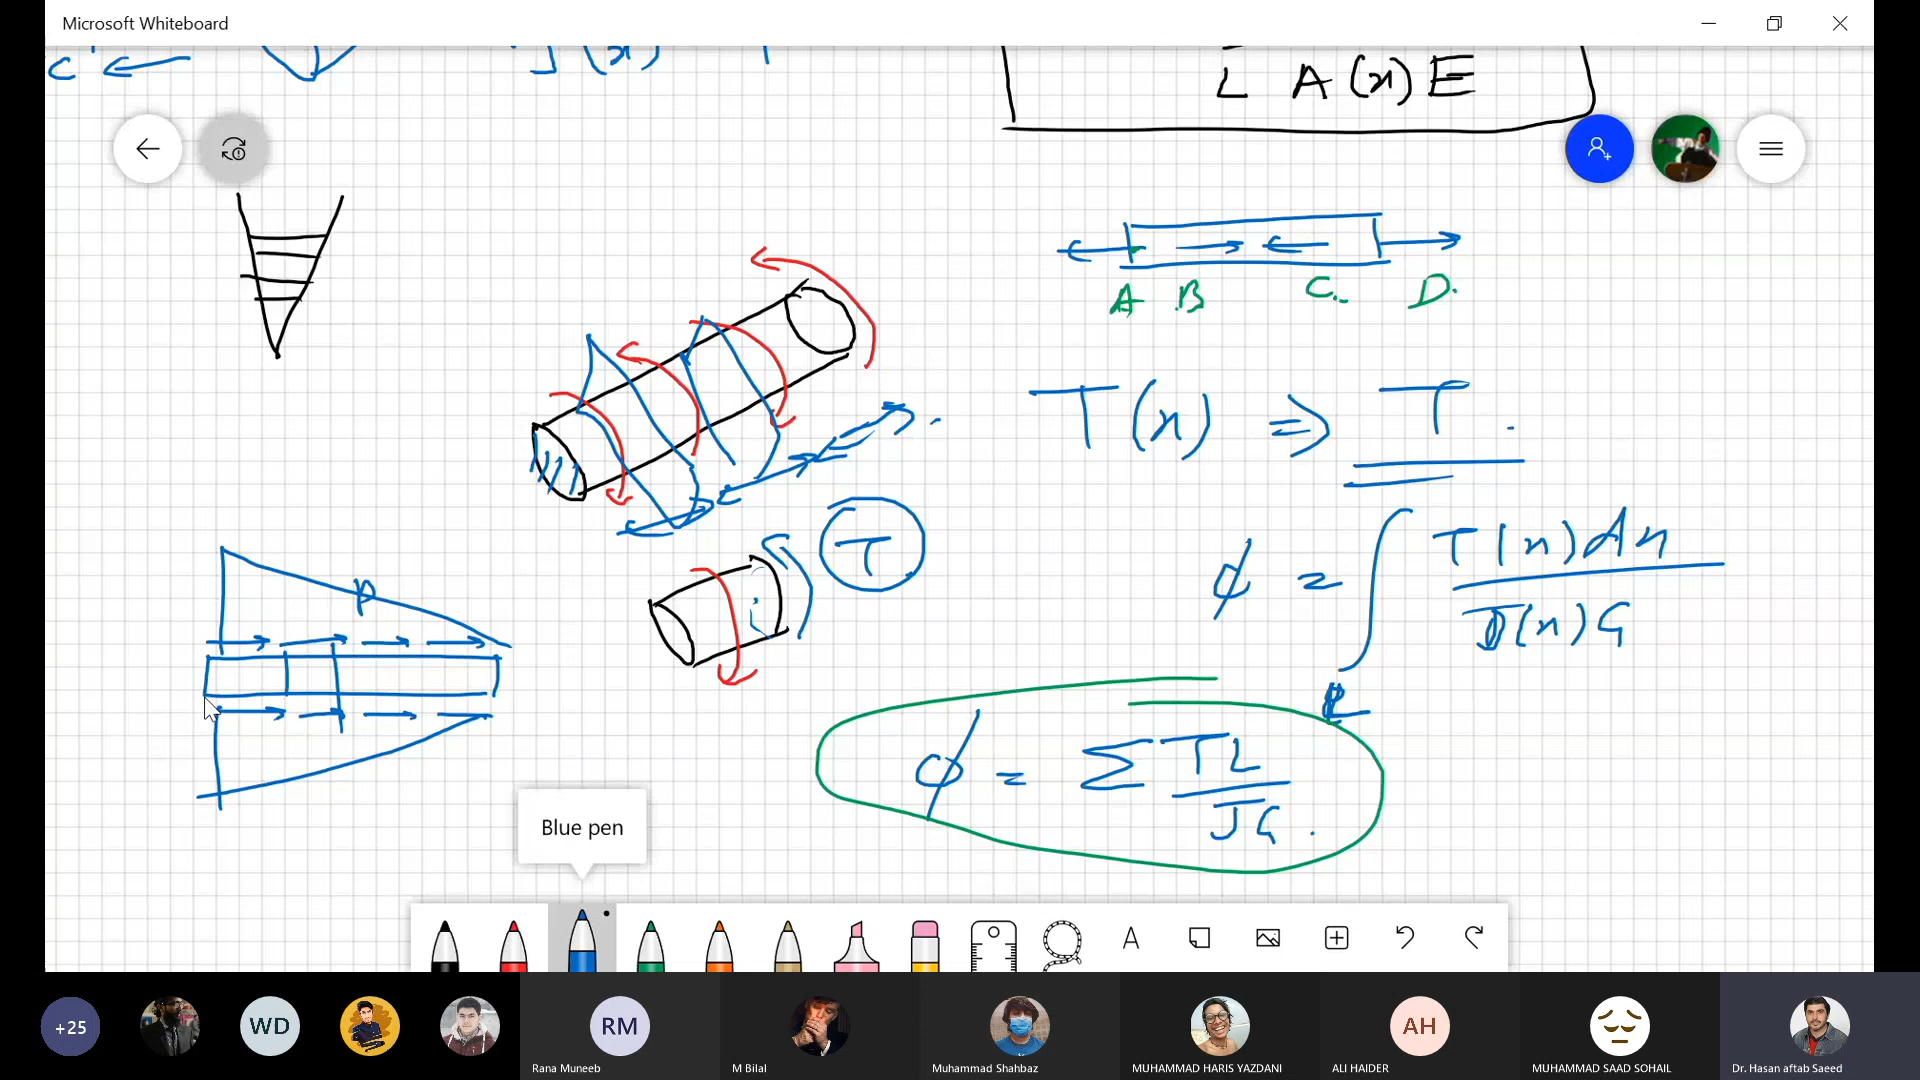 Microsoft Whiteboard
L A(x)E
A B C. D.
T(x) ⇒ T.
T
ϕ = ∫ T(x)dx
J(x)G
L
P
ϕ = Σ TL
JG.
Blue pen
A
+25
WD
RM
AH
Rana Muneeb
M Bilal
Muhammad Shahbaz
MUHAMMAD HARIS YAZDANI
ALI HAIDER
MUHAMMAD SAAD SOHAIL
Dr. Hasan aftab Saeed